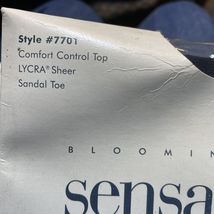 Style #7701
Comfort Control Top
LYCRA® Sheer
Sandal Toe
BLOOMIN
sensa